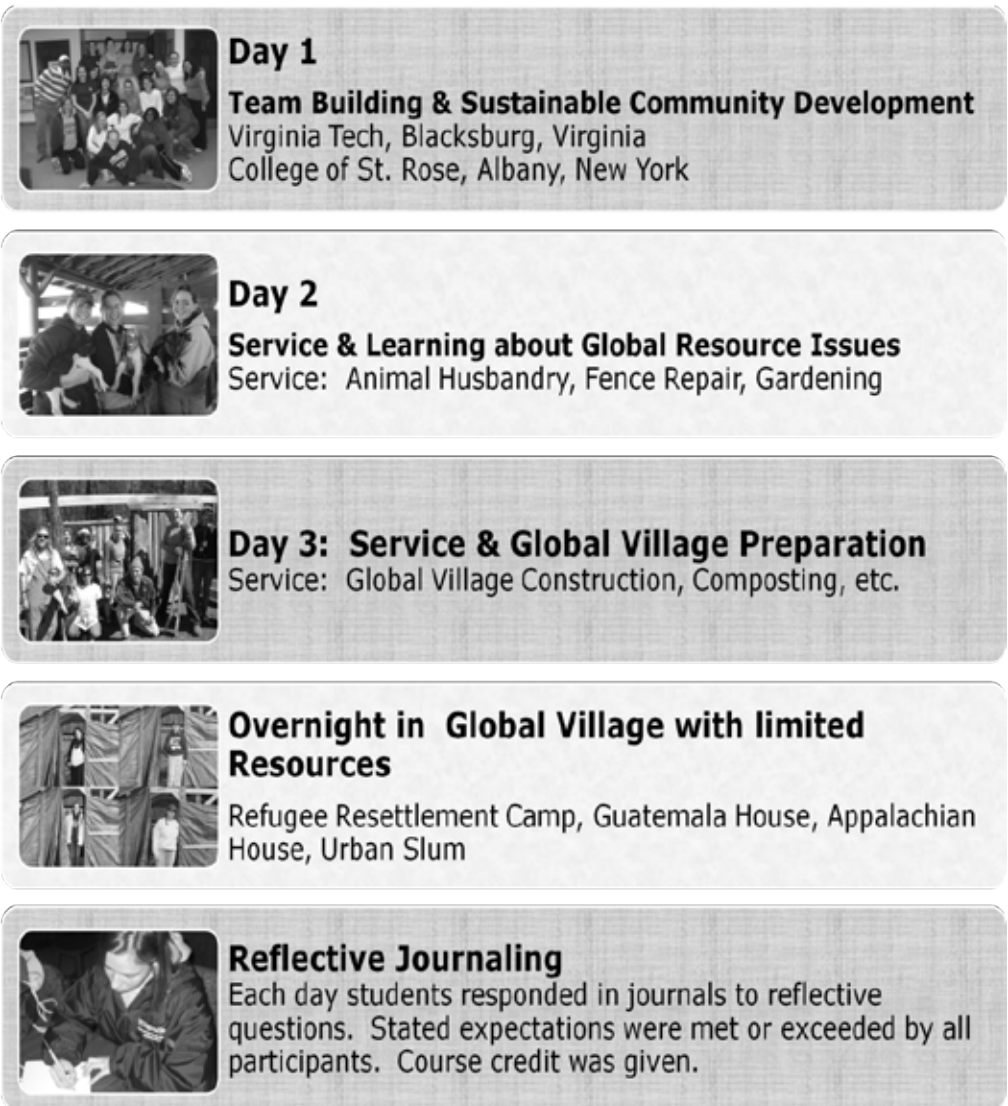 Day 1
Team Building & Sustainable Community Development
Virginia Tech, Blacksburg, Virginia
College of St. Rose, Albany, New York
Day 2
Service & Learning about Global Resource Issues
Service: Animal Husbandry, Fence Repair, Gardening
Day 3: Service & Global Village Preparation
Service: Global Village Construction, Composting, etc.
Overnight in Global Village with limited
Resources
Refugee Resettlement Camp, Guatemala House, Appalachian
House, Urban Slum
Reflective Journaling
Each day students responded in journals to reflective
questions. Stated expectations were met or exceeded by all
participants. Course credit was given.